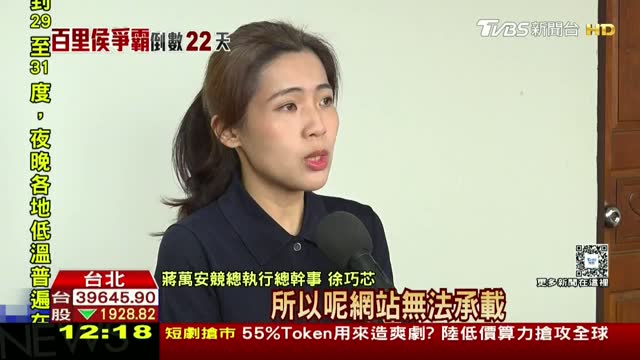 到29至31度，夜晚各地低溫普遍在
百里侯爭霸倒數22天
TVBS新聞台 HD
更多新聞在這裡
台北
蔣萬安競總執行總幹事 徐巧芯
台股 39645.90
▼ 1928.82
所以呢網站無法承載
12:18
短劇搶市 55%Token用來造爽劇? 陸低價算力搶攻全球
NEWS